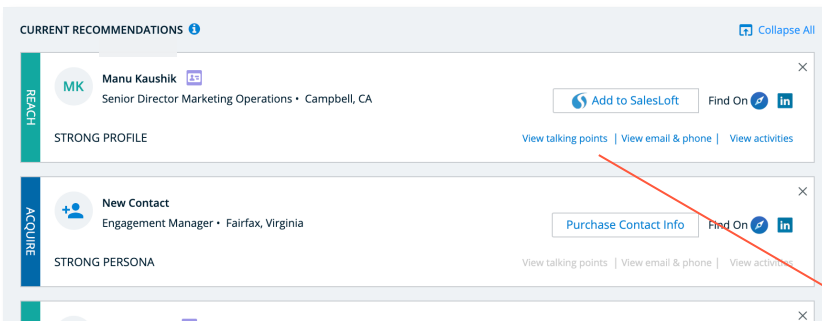 CURRENT RECOMMENDATIONS
Collapse All
REACH
MK
Manu Kaushik
Senior Director Marketing Operations • Campbell, CA
Add to SalesLoft
Find On
in
STRONG PROFILE
View talking points | View email & phone | View activities
ACQUIRE
New Contact
Engagement Manager • Fairfax, Virginia
Purchase Contact Info
Find On
in
STRONG PERSONA
View talking points | View email & phone | View activities